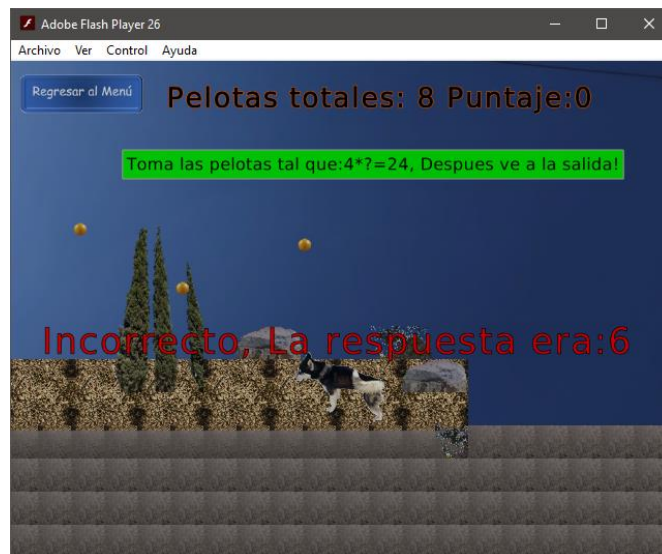 Adobe Flash Player 26
Archivo Ver Control Ayuda
Regresar al Menú
Pelotas totales: 8 Puntaje:0
Toma las pelotas tal que:4*?=24, Despues ve a la salida!
Incorrecto, La respuesta era:6